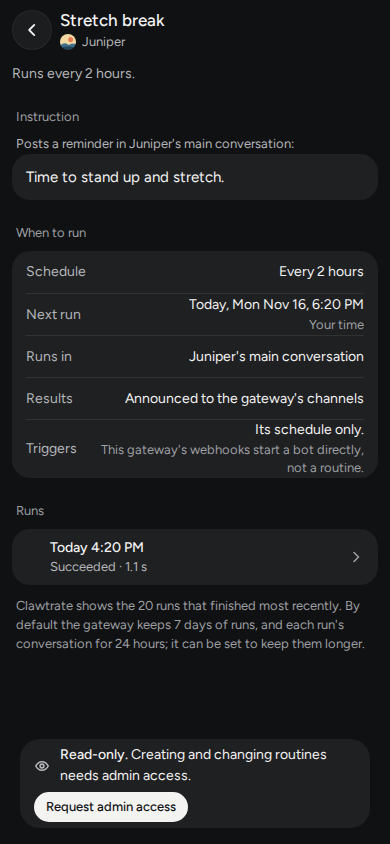 Stretch break
Juniper
Runs every 2 hours.
Instruction
Posts a reminder in Juniper's main conversation:
Time to stand up and stretch.
When to run
Schedule
Every 2 hours
Next run
Today, Mon Nov 16, 6:20 PM
Your time
Runs in
Juniper's main conversation
Results
Announced to the gateway's channels
Triggers
Its schedule only.
This gateway's webhooks start a bot directly,
not a routine.
Runs
Today 4:20 PM
Succeeded · 1.1 s
Clawtrate shows the 20 runs that finished most recently. By
default the gateway keeps 7 days of runs, and each run's
conversation for 24 hours; it can be set to keep them longer.
Read-only. Creating and changing routines
needs admin access.
Request admin access